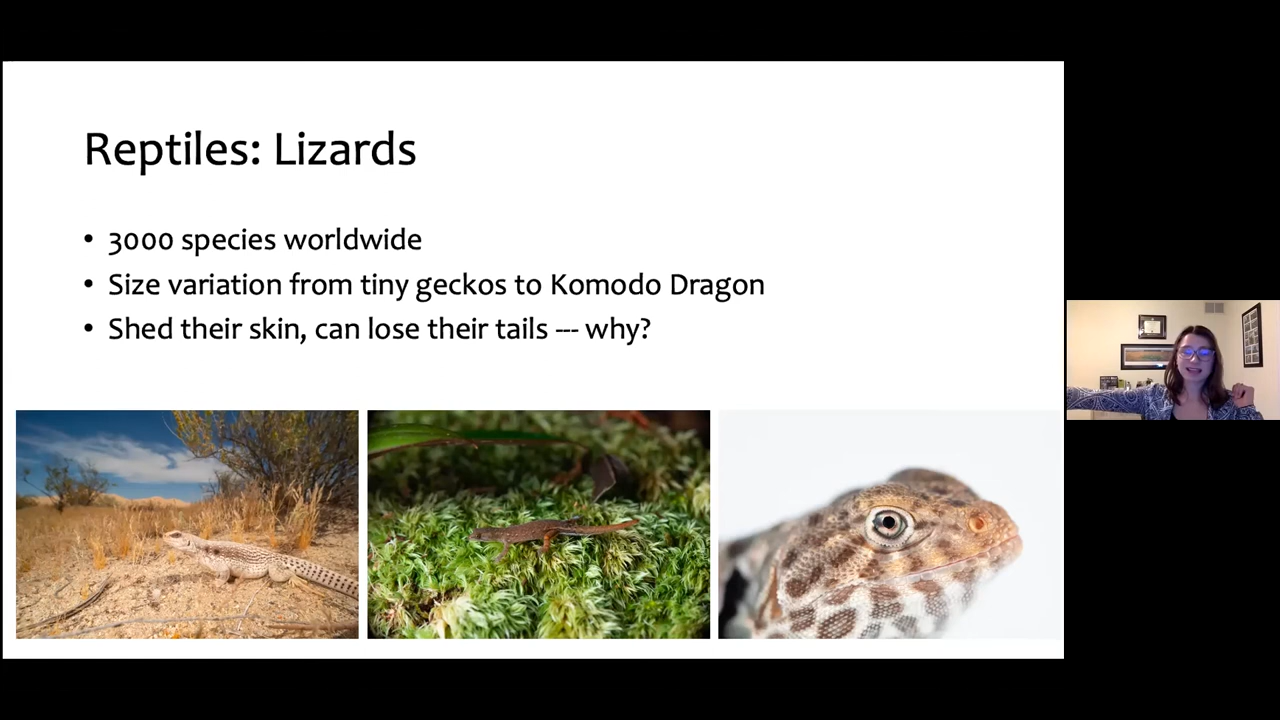 Reptiles: Lizards
• 3000 species worldwide
• Size variation from tiny geckos to Komodo Dragon
• Shed their skin, can lose their tails --- why?